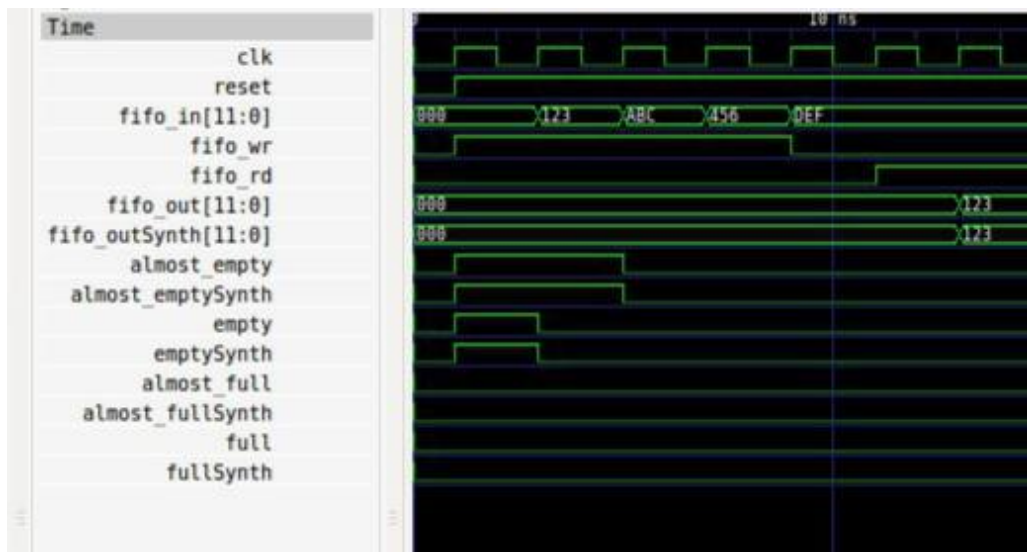 Time
10 ns
clk
reset
fifo_in[11:0]
000 123 ABC 456 DEF
fifo_wr
fifo_rd
fifo_out[11:0]
000 123
fifo_outSynth[11:0]
000 123
almost_empty
almost_emptySynth
empty
emptySynth
almost_full
almost_fullSynth
full
fullSynth